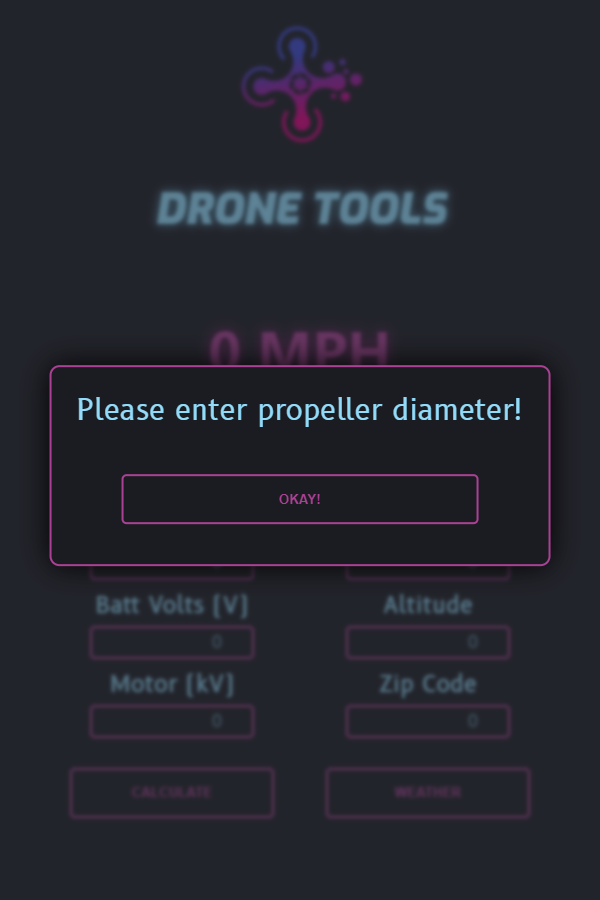 DRONE TOOLS
0 MPH
Please enter propeller diameter!
OKAY!
Batt Volts [V]
Altitude
0
0
Motor [kV]
Zip Code
0
0
CALCULATE
WEATHER